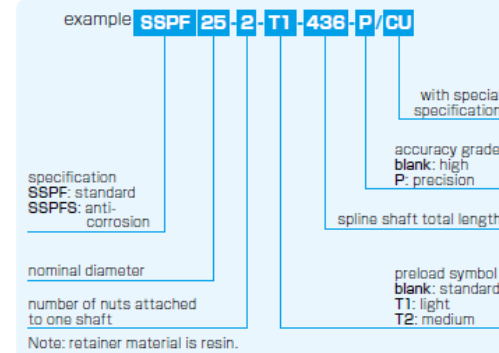 example SSPF 25-2-T1-436-P/CU
with special
specification
accuracy grade
blank: high
P: precision
specification
SSPF: standard
SSPFS: anti-
corrosion
spline shaft total length
nominal diameter
preload symbol
blank: standard
T1: light
T2: medium
number of nuts attached
to one shaft
Note: retainer material is resin.